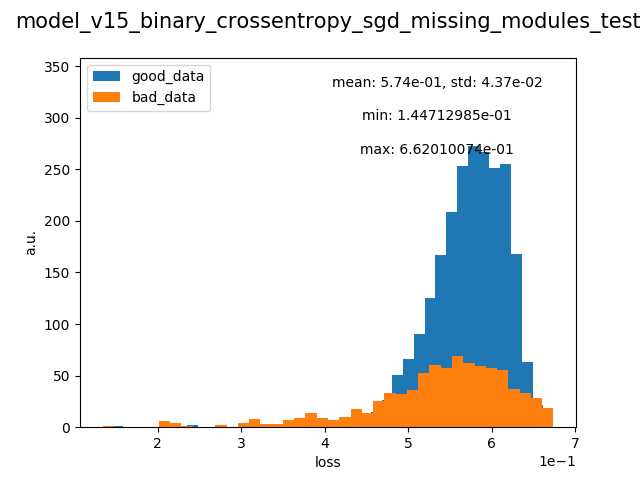 model_v15_binary_crossentropy_sgd_missing_modules_test
350
300
250
200
150
100
50
0
a.u.
good_data
bad_data
mean: 5.74e-01, std: 4.37e-02
min: 1.44712985e-01
max: 6.62010074e-01
2 3 4 5 6 7
1e−1
loss